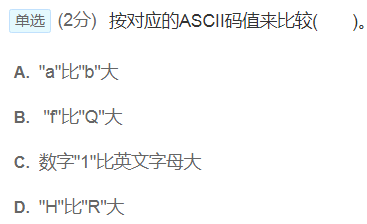 单选 (2分) 按对应的ASCII码值来比较(　　)。
A. "a"比"b"大
B. "f"比"Q"大
C. 数字"1"比英文字母大
D. "H"比"R"大